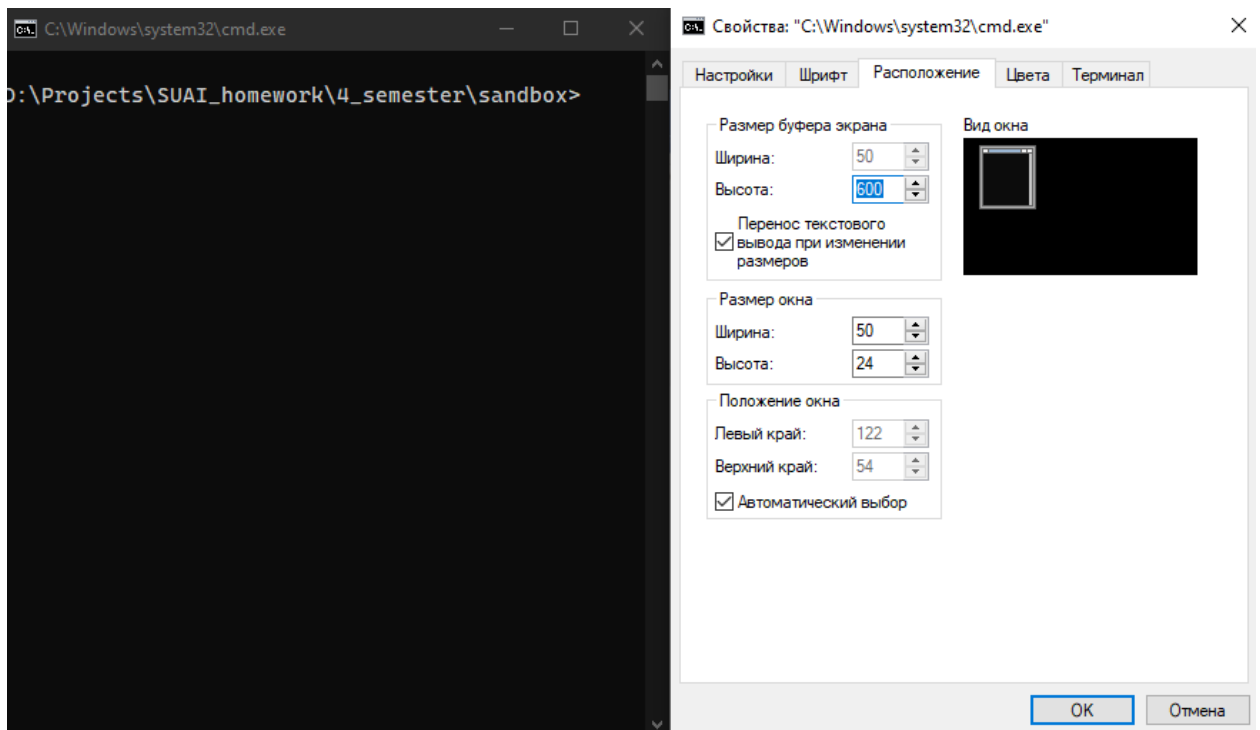 C:\Windows\system32\cmd.exe
D:\Projects\SUAI_homework\4_semester\sandbox>
Свойства: "C:\Windows\system32\cmd.exe"
Настройки Шрифт Расположение Цвета Терминал
Размер буфера экрана
Ширина: 50
Высота: 600
Перенос текстового
вывода при изменении
размеров
Размер окна
Ширина: 50
Высота: 24
Положение окна
Левый край: 122
Верхний край: 54
Автоматический выбор
Вид окна
OK Отмена